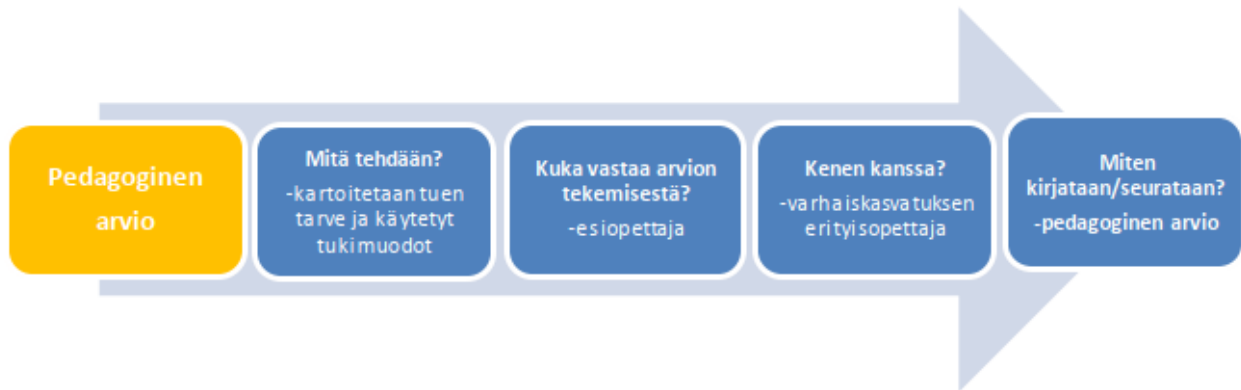 Pedagoginen
arvio
Mitä tehdään?
-kartoitetaan tuen
tarve ja käytetyt
tukimuodot
Kuka vastaa arvion
tekemisestä?
-esiopettaja
Kenen kanssa?
-varhaiskasvatuksen
erityisopettaja
Miten
kirjataan/seurataan?
-pedagoginen arvio